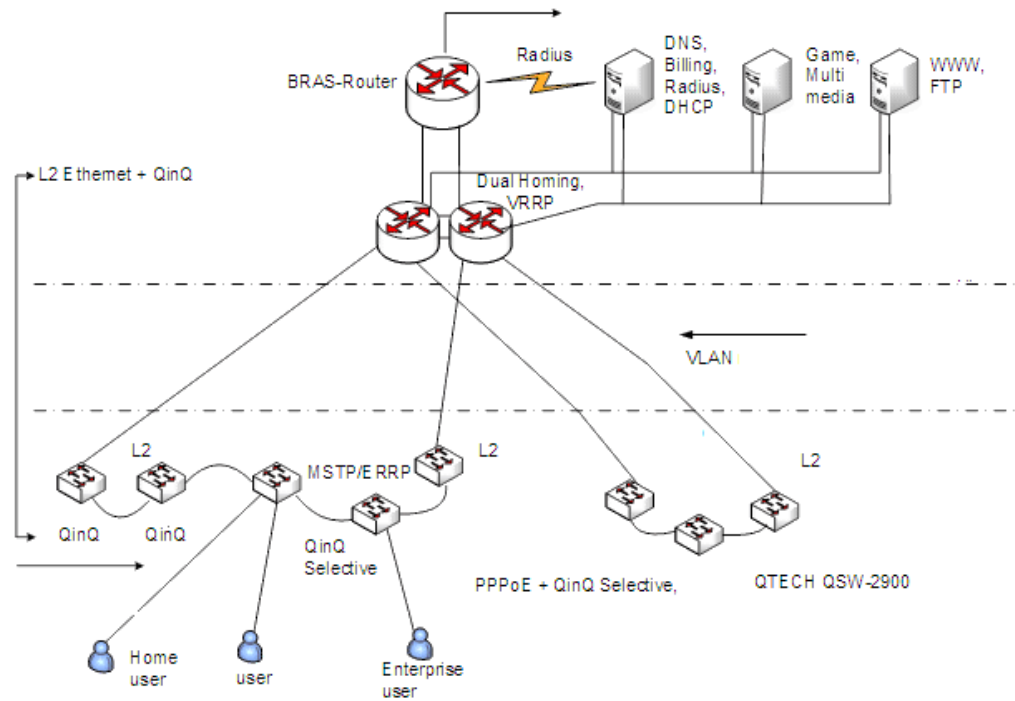 Radius
BRAS-Router
DNS,
Billing,
Radius,
DHCP
Game,
Multi
media
WWW,
FTP
L2 Ethernet + QinQ
Dual Homing,
VRRP
VLAN
L2
MSTP/ERRP
L2
L2
QinQ
QinQ
QinQ
Selective
PPPoE + QinQ Selective,
QTECH QSW-2900
Home
user
user
Enterprise
user